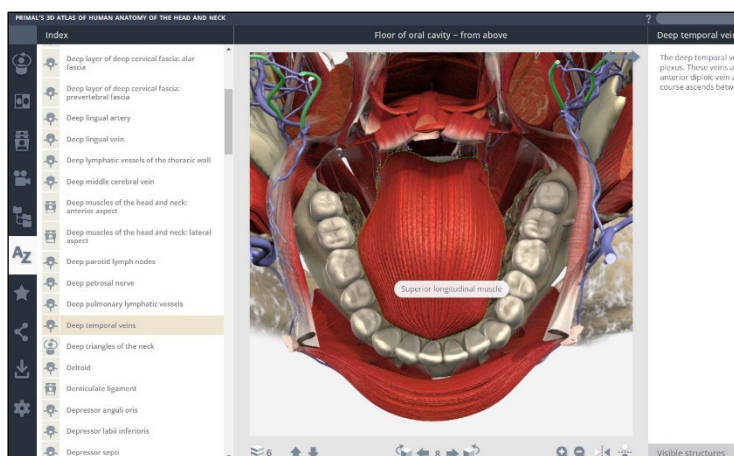 PRIMAL'S 3D ATLAS OF HUMAN ANATOMY OF THE HEAD AND NECK
?
Index
Floor of oral cavity – from above
Deep temporal vein
Deep layer of deep cervical fascia: alar
fascia
Deep layer of deep cervical fascia:
prevertebral fascia
Deep lingual artery
Deep lingual vein
Deep lymphatic vessels of the thoracic wall
Deep middle cerebral vein
Deep muscles of the head and neck:
anterior aspect
Deep muscles of the head and neck: lateral
aspect
Deep parotid lymph nodes
Deep petrosal nerve
Deep pulmonary lymphatic vessels
Deep temporal veins
Deep triangles of the neck
Deltoid
Denticulate ligament
Depressor anguli oris
Depressor labii inferioris
Depressor septi
AZ
Superior longitudinal muscle
6
8
The deep temporal ve
plexus. These veins a
anterior diploic vein a
course ascends betw
Visible structures